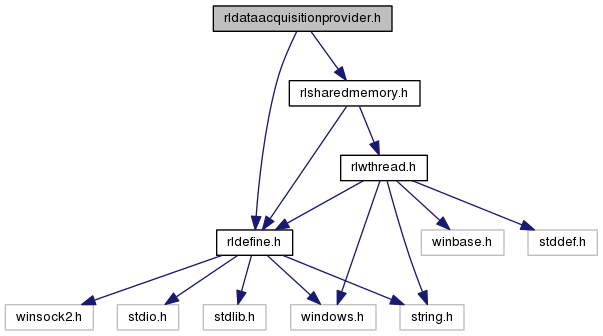 rldataacquisitionprovider.h
rlsharedmemory.h
rlwthread.h
rldefine.h
winbase.h
stddef.h
winsock2.h
stdio.h
stdlib.h
windows.h
string.h